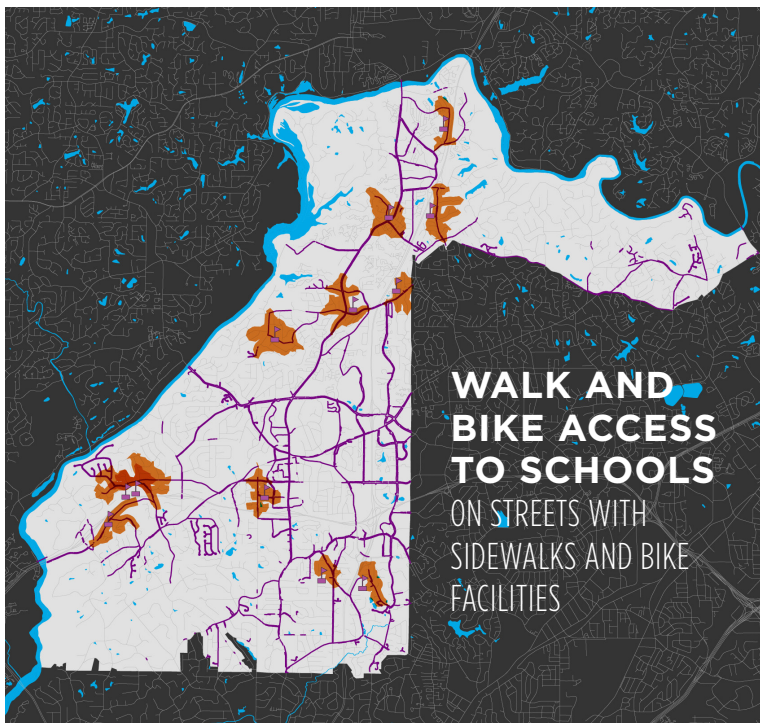 WALK AND
BIKE ACCESS
TO SCHOOLS
ON STREETS WITH
SIDEWALKS AND BIKE
FACILITIES